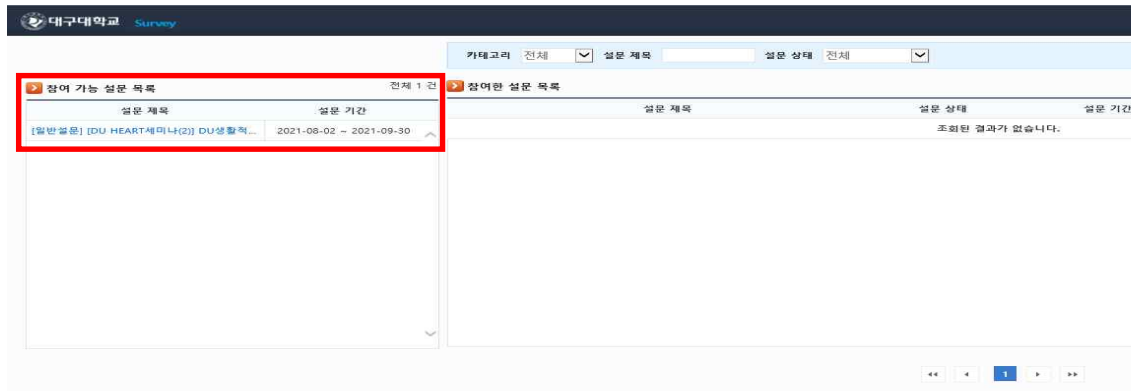 대구대학교 Survey
카테고리 전체 설문 제목 설문 상태 전체
참여 가능 설문 목록 전체 1 건
설문 제목 설문 기간
[일반설문] [DU HEART세미나(2)] DU생활적... 2021-08-02 ~ 2021-09-30
참여한 설문 목록
설문 제목 설문 상태 설문 기간
조회된 결과가 없습니다.
1